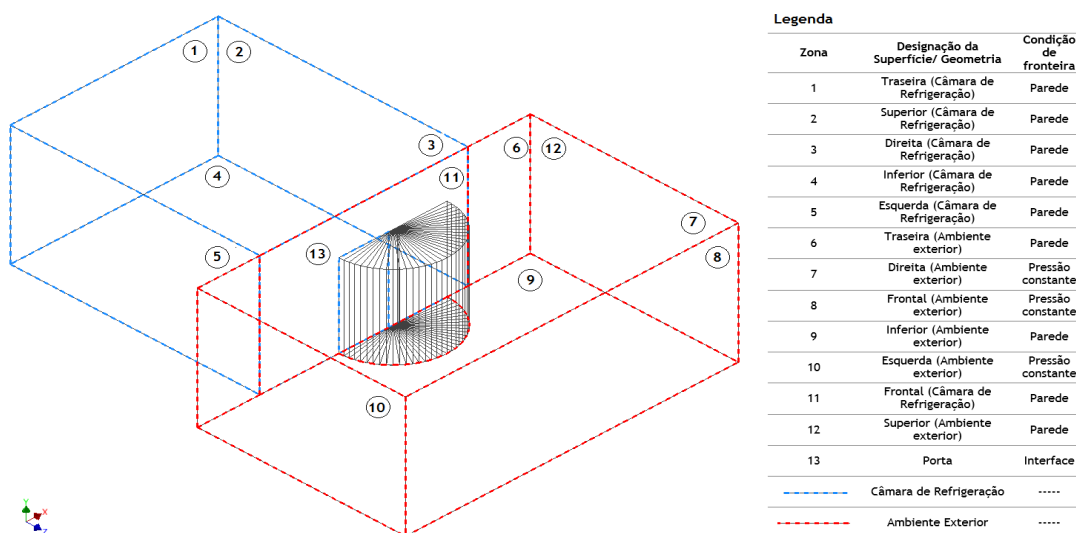 1
2
3
4
5
6
7
8
9
10
11
12
13
Y
X
Z
Legenda
Zona
Designação da
Superfície/ Geometria
Condição
de
fronteira
1
Traseira (Câmara de
Refrigeração)
Parede
2
Superior (Câmara de
Refrigeração)
Parede
3
Direita (Câmara de
Refrigeração)
Parede
4
Inferior (Câmara de
Refrigeração)
Parede
5
Esquerda (Câmara de
Refrigeração)
Parede
6
Traseira (Ambiente
exterior)
Parede
7
Direita (Ambiente
exterior)
Pressão
constante
8
Frontal (Ambiente
exterior)
Pressão
constante
9
Inferior (Ambiente
exterior)
Parede
10
Esquerda (Ambiente
exterior)
Pressão
constante
11
Frontal (Câmara de
Refrigeração)
Parede
12
Superior (Ambiente
exterior)
Parede
13
Porta
Interface
Câmara de Refrigeração
-----
Ambiente Exterior
-----